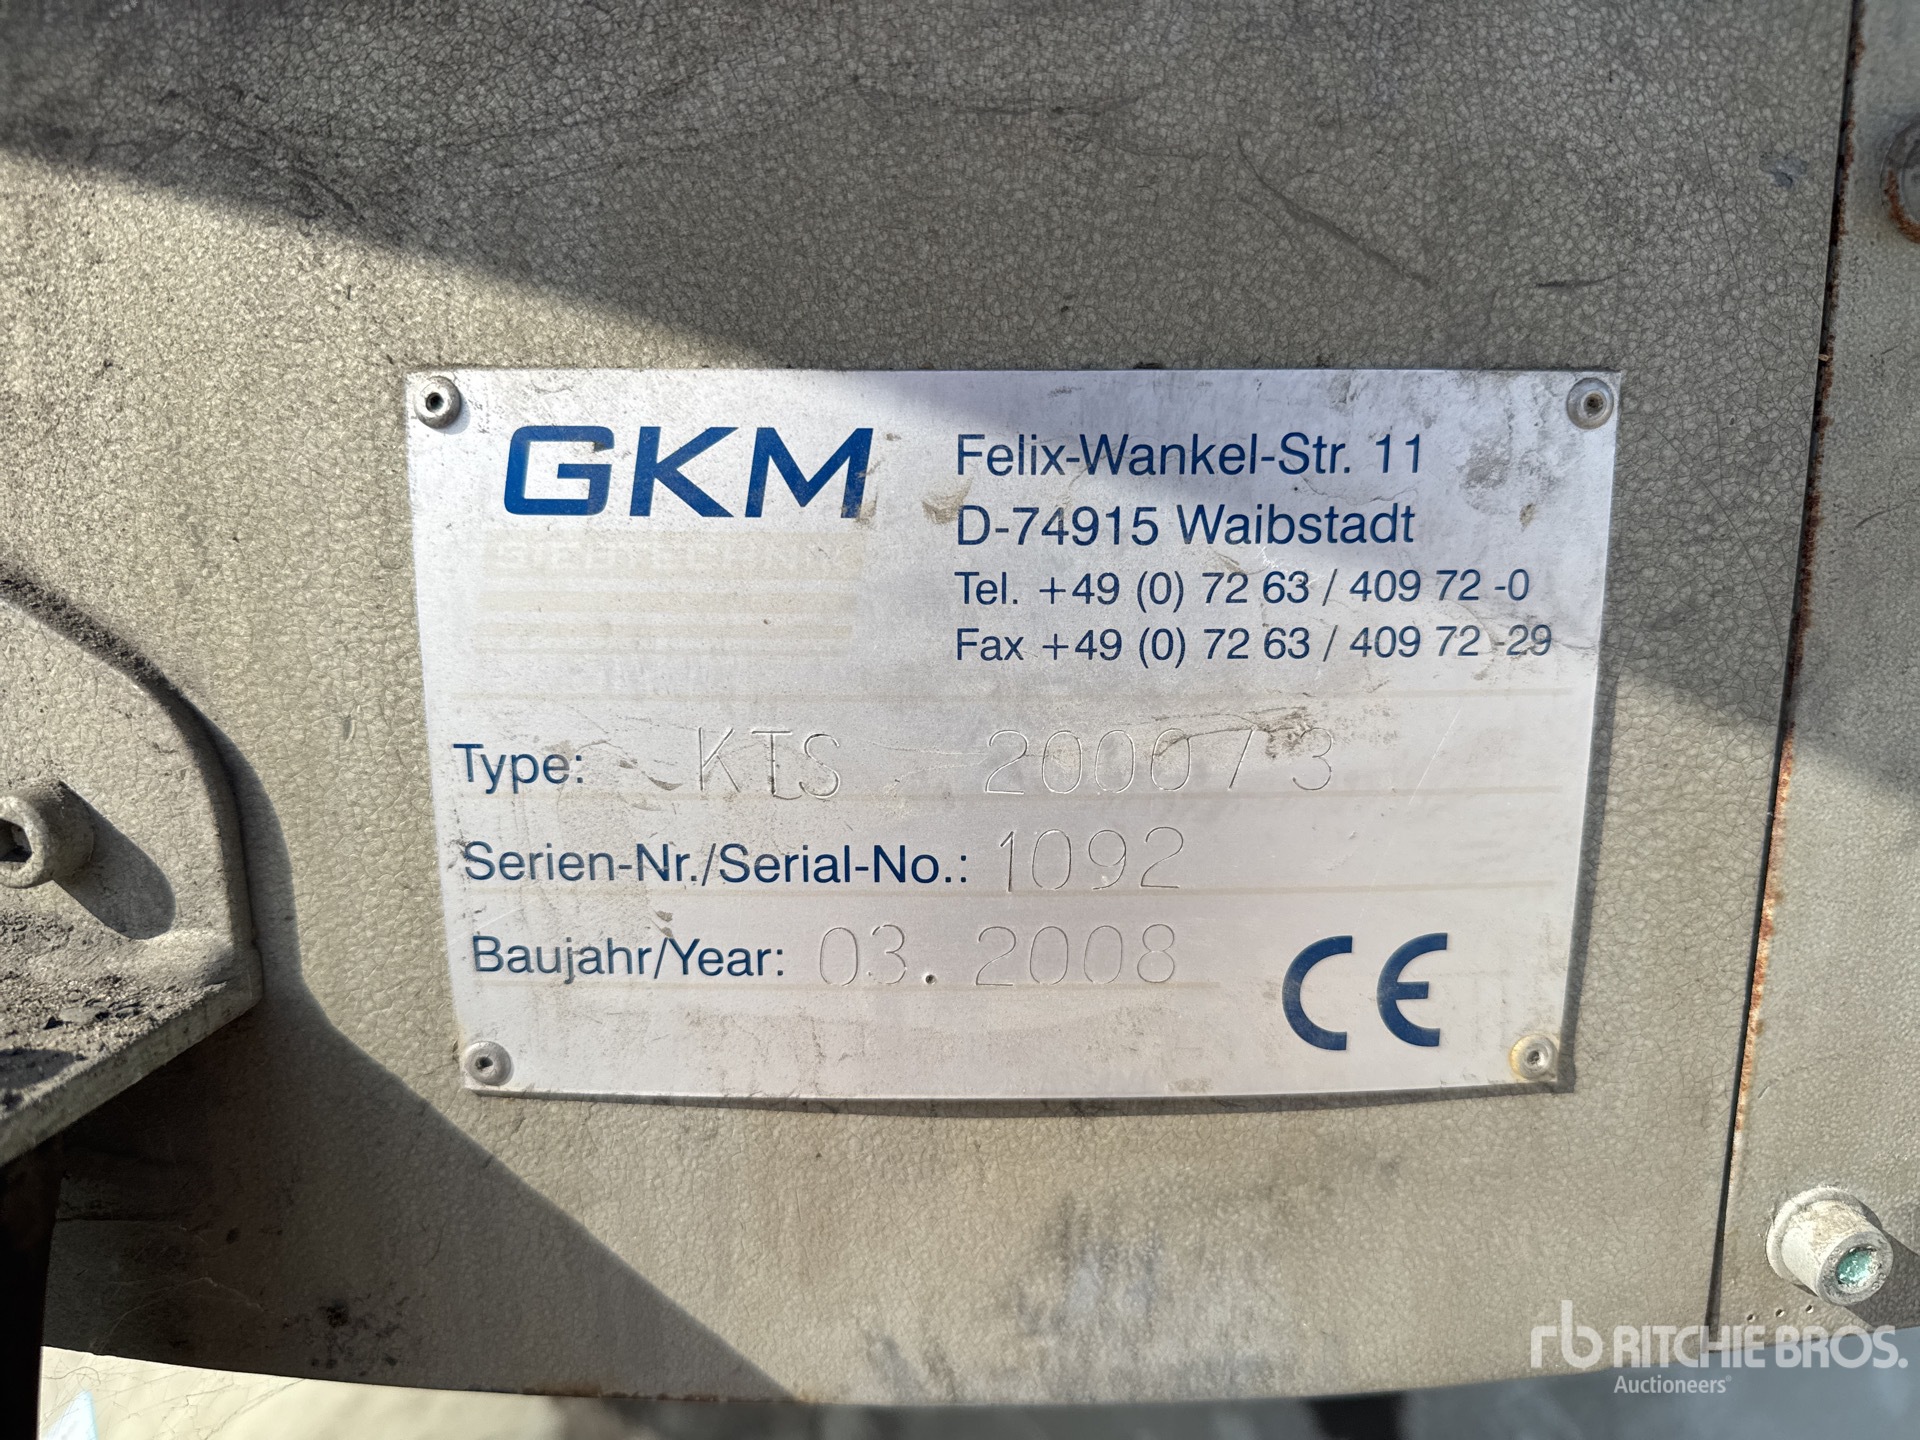 GKM
Felix-Wankel-Str. 11
D-74915 Waibstadt
Tel. +49 (0) 72 63 / 409 72 -0
Fax +49 (0) 72 63 / 409 72 -29
Type: KTS 2000/3
Serien-Nr./Serial-No.: 1092
Baujahr/Year: 03.2008
CE
rb RITCHIE BROS.
Auctioneers